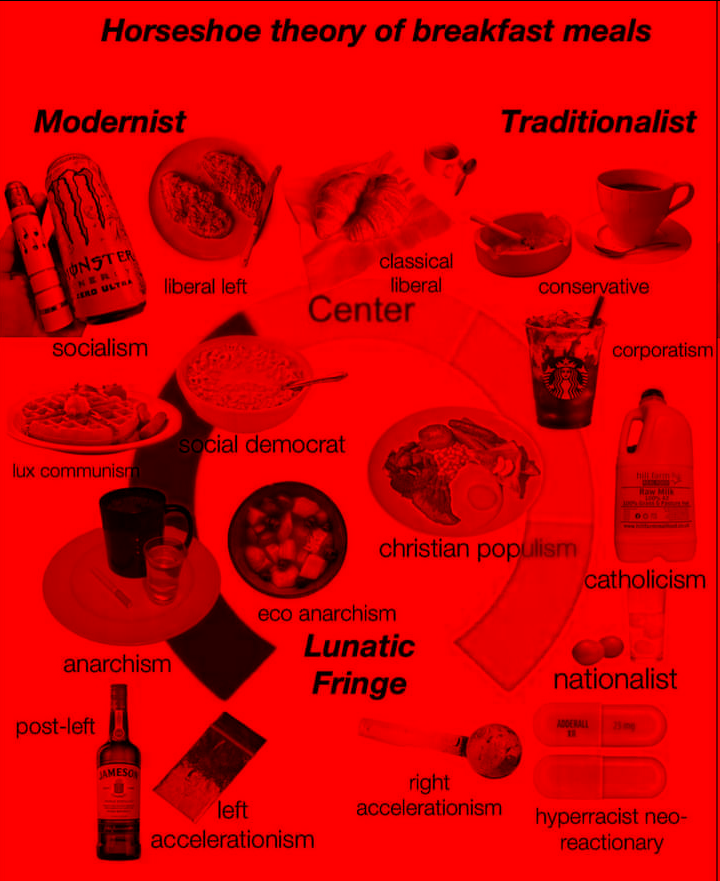 Horseshoe theory of breakfast meals
Modernist
Traditionalist
MONSTER
ENERGY
ZERO ULTRA
liberal left
classical
liberal
conservative
Center
socialism
corporatism
social democrat
lux communism
Raw Milk
christian populism
catholicism
eco anarchism
anarchism
Lunatic
Fringe
nationalist
post-left
JAMESON
ADDERALL
XR
25 mg
left
accelerationism
right
accelerationism
hyperracist neo-
reactionary